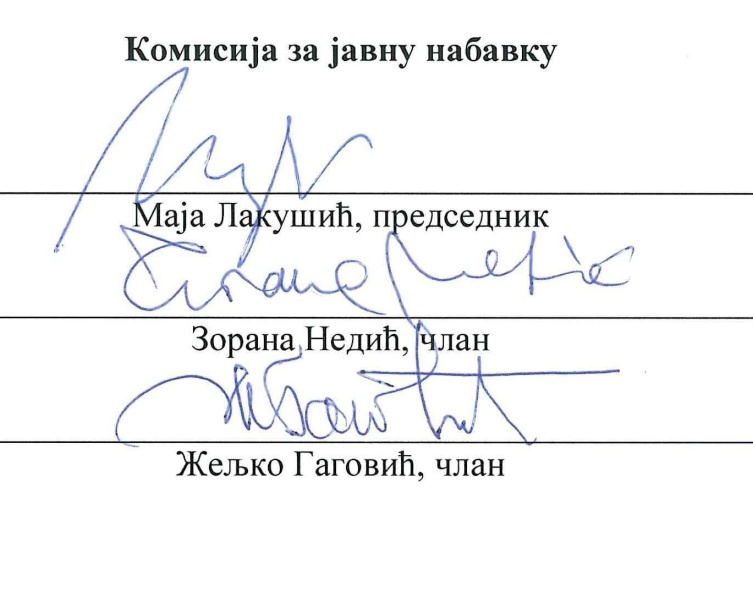 Комисија за јавну набавку
Маја Лакушић, председник
Зорана Недић, члан
Жељко Гаговић, члан